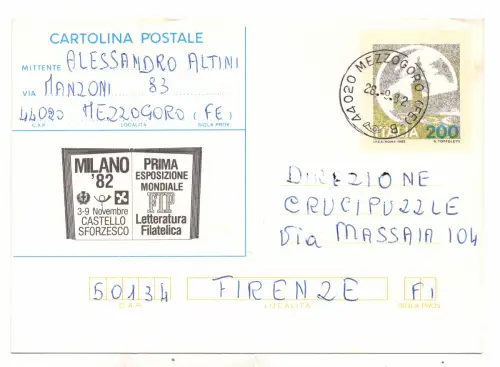 CARTOLINA POSTALE
MITTENTE ALESSANDRO ALTINI
VIA MANZONI 83
44020 MEZZOGORO (FE)
C.A.P. LOCALITÀ SIGLA PROV.
MILANO '82
3-9 Novembre
CASTELLO
SFORZESCO
PRIMA
ESPOSIZIONE
MONDIALE
FIP
Letteratura
Filatelica
44020 MEZZOGORO (FE)
ITALIA 200
DIREZIONE
CRUCIPUZZLE
Via MASSAIA 104
50134 FIRENZE FI
C.A.P. LOCALITÀ SIGLA PROV.